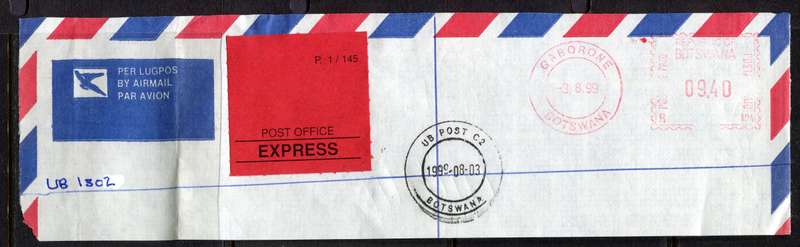 PER LUGPOS
BY AIRMAIL
PAR AVION
P. 1/145
POST OFFICE
EXPRESS
UB 1302
UB POST C2
1999-08-03
BOTSWANA
GABORONE
-3.8.99
BOTSWANA
BOTSWANA
09.40